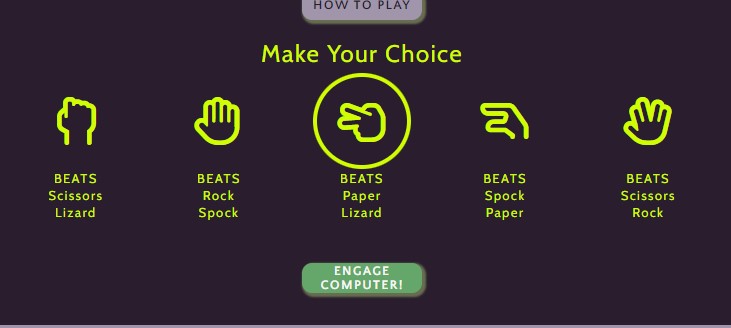 HOW TO PLAY
Make Your Choice
BEATS
Scissors
Lizard
BEATS
Rock
Spock
BEATS
Paper
Lizard
BEATS
Spock
Paper
BEATS
Scissors
Rock
ENGAGE
COMPUTER!